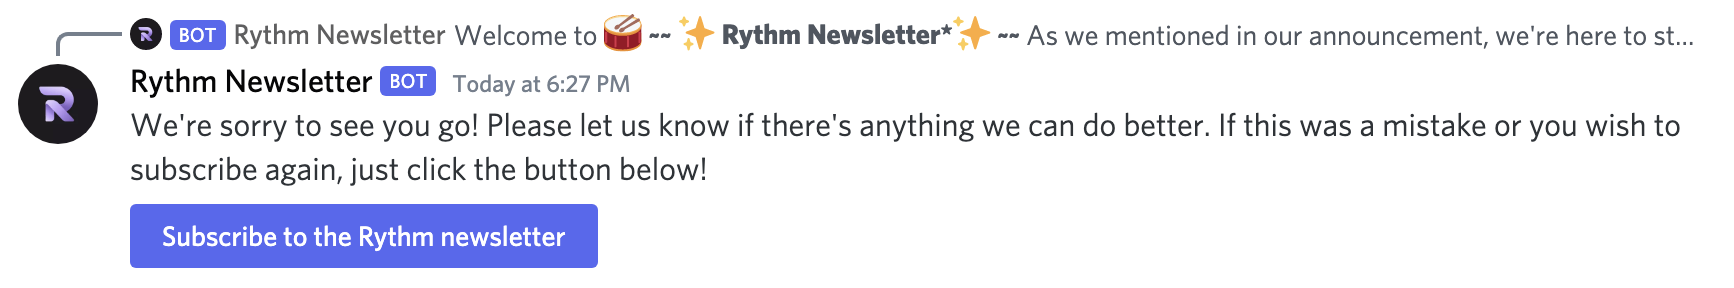 BOT Rythm Newsletter Welcome to 🥁 ~~ ✨ Rythm Newsletter*✨ ~~ As we mentioned in our announcement, we're here to st...
Rythm Newsletter BOT Today at 6:27 PM
We're sorry to see you go! Please let us know if there's anything we can do better. If this was a mistake or you wish to
subscribe again, just click the button below!
Subscribe to the Rythm newsletter